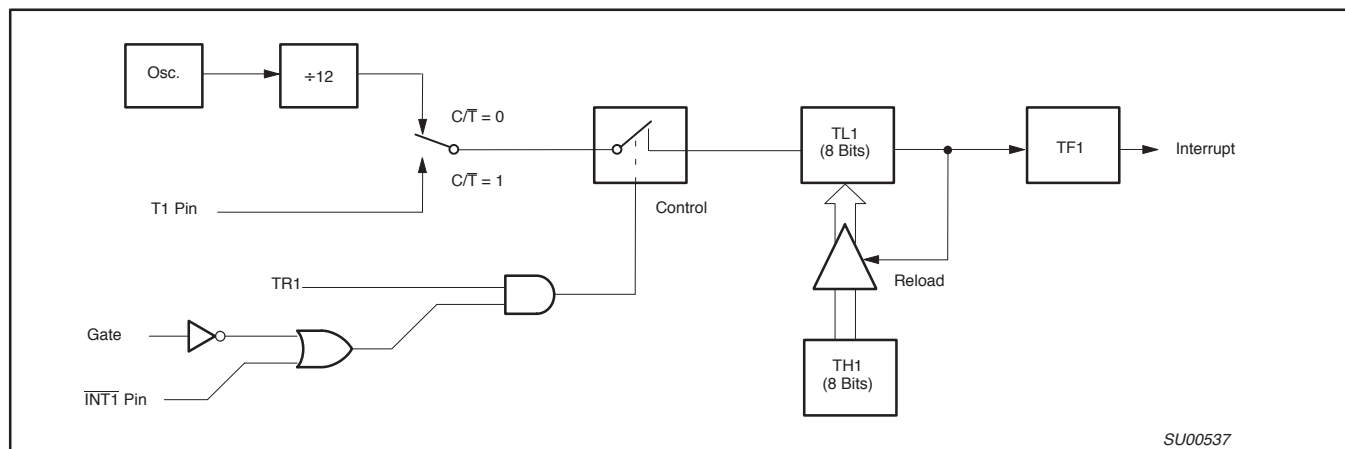 Osc.
÷12
C/T̅ = 0
C/T̅ = 1
T1 Pin
Control
TL1
(8 Bits)
TF1
Interrupt
Reload
TR1
Gate
I̅N̅T̅1̅ Pin
TH1
(8 Bits)
SU00537